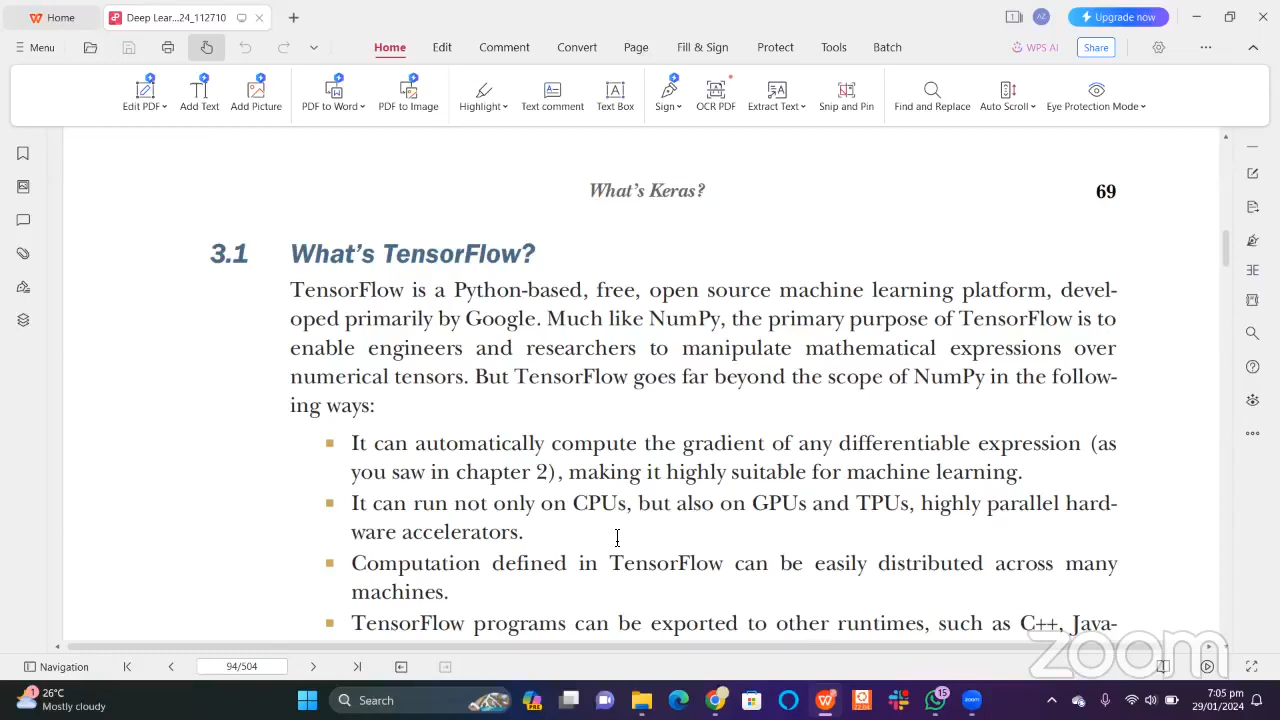 Home
Deep Lear...24_112710
Upgrade now
AZ
Menu
Home
Edit
Comment
Convert
Page
Fill & Sign
Protect
Tools
Batch
WPS AI
Share
Edit PDF
Add Text
Add Picture
PDF to Word
PDF to Image
Highlight
Text comment
Text Box
Sign
OCR PDF
Extract Text
Snip and Pin
Find and Replace
Auto Scroll
Eye Protection Mode
What's Keras?
69
3.1 What's TensorFlow?
TensorFlow is a Python-based, free, open source machine learning platform, devel-
oped primarily by Google. Much like NumPy, the primary purpose of TensorFlow is to
enable engineers and researchers to manipulate mathematical expressions over
numerical tensors. But TensorFlow goes far beyond the scope of NumPy in the follow-
ing ways:
It can automatically compute the gradient of any differentiable expression (as
you saw in chapter 2), making it highly suitable for machine learning.
It can run not only on CPUs, but also on GPUs and TPUs, highly parallel hard-
ware accelerators.
Computation defined in TensorFlow can be easily distributed across many
machines.
TensorFlow programs can be exported to other runtimes, such as C++, Java-
zoom
Navigation
94/504
26°C
Mostly cloudy
1
Search
PRE
15
zoom
7:05 pm
29/01/2024